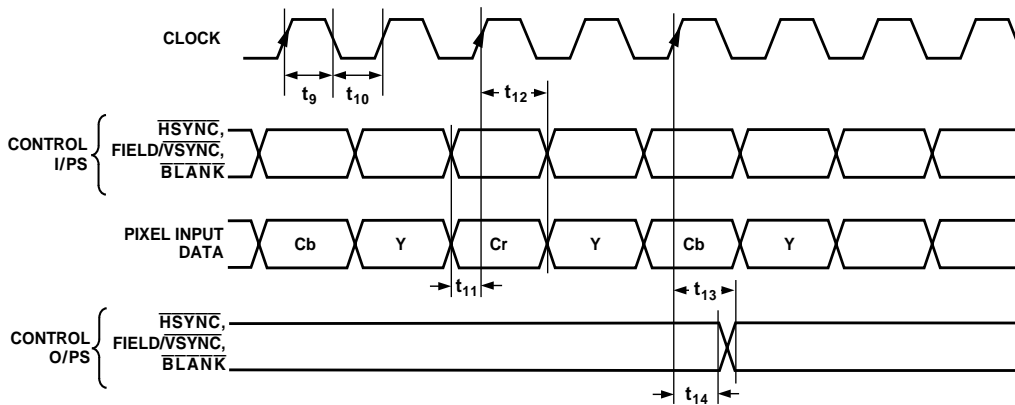 CLOCK
t9
t10
t12
CONTROL
I/PS
HSYNC,
FIELD/VSYNC,
BLANK
PIXEL INPUT
DATA
Cb
Y
Cr
Y
Cb
Y
t11
t13
CONTROL
O/PS
HSYNC,
FIELD/VSYNC,
BLANK
t14